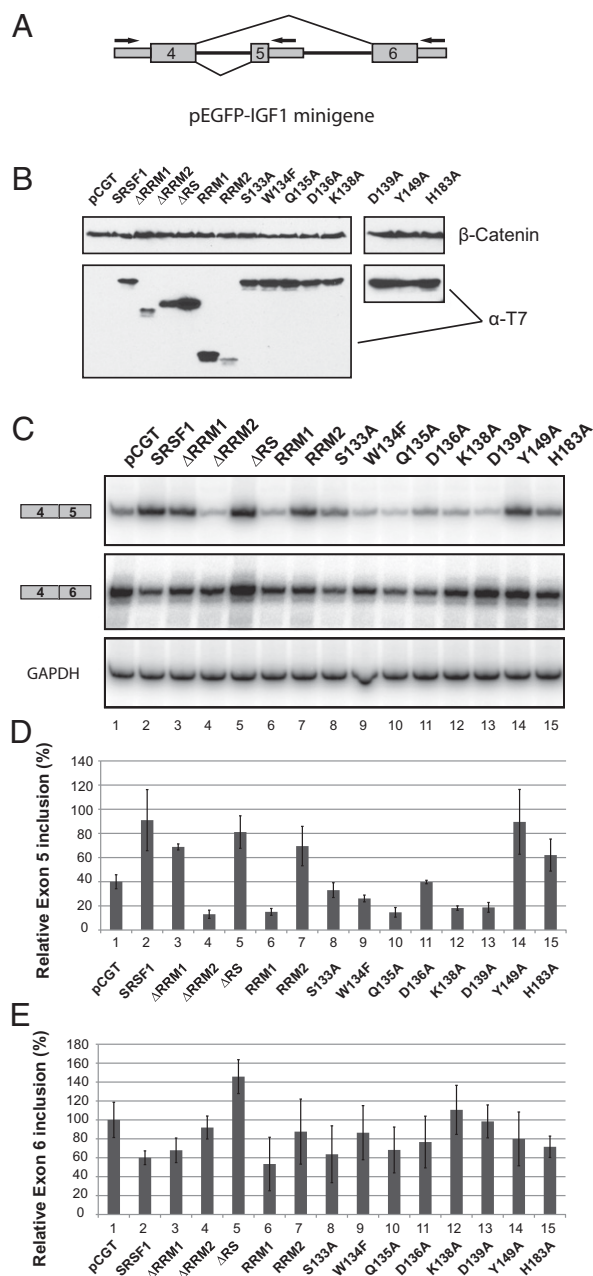 A
4 5 6
pEGFP-IGF1 minigene
B
pCGT SRSF1 ΔRRM1 ΔRRM2 ΔRS RRM1 RRM2 S133A W134F Q135A D136A K138A D139A Y149A H183A
β-Catenin
α-T7
C
pCGT SRSF1 ΔRRM1 ΔRRM2 ΔRS RRM1 RRM2 S133A W134F Q135A D136A K138A D139A Y149A H183A
4 5
4 6
GAPDH
1 2 3 4 5 6 7 8 9 10 11 12 13 14 15
D
Relative Exon 5 inclusion (%)
140
120
100
80
60
40
20
0
1 2 3 4 5 6 7 8 9 10 11 12 13 14 15
pCGT SRSF1 ΔRRM1 ΔRRM2 ΔRS RRM1 RRM2 S133A W134F Q135A D136A K138A D139A Y149A H183A
E
Relative Exon 6 inclusion (%)
180
160
140
120
100
80
60
40
20
0
1 2 3 4 5 6 7 8 9 10 11 12 13 14 15
pCGT SRSF1 ΔRRM1 ΔRRM2 ΔRS RRM1 RRM2 S133A W134F Q135A D136A K138A D139A Y149A H183A